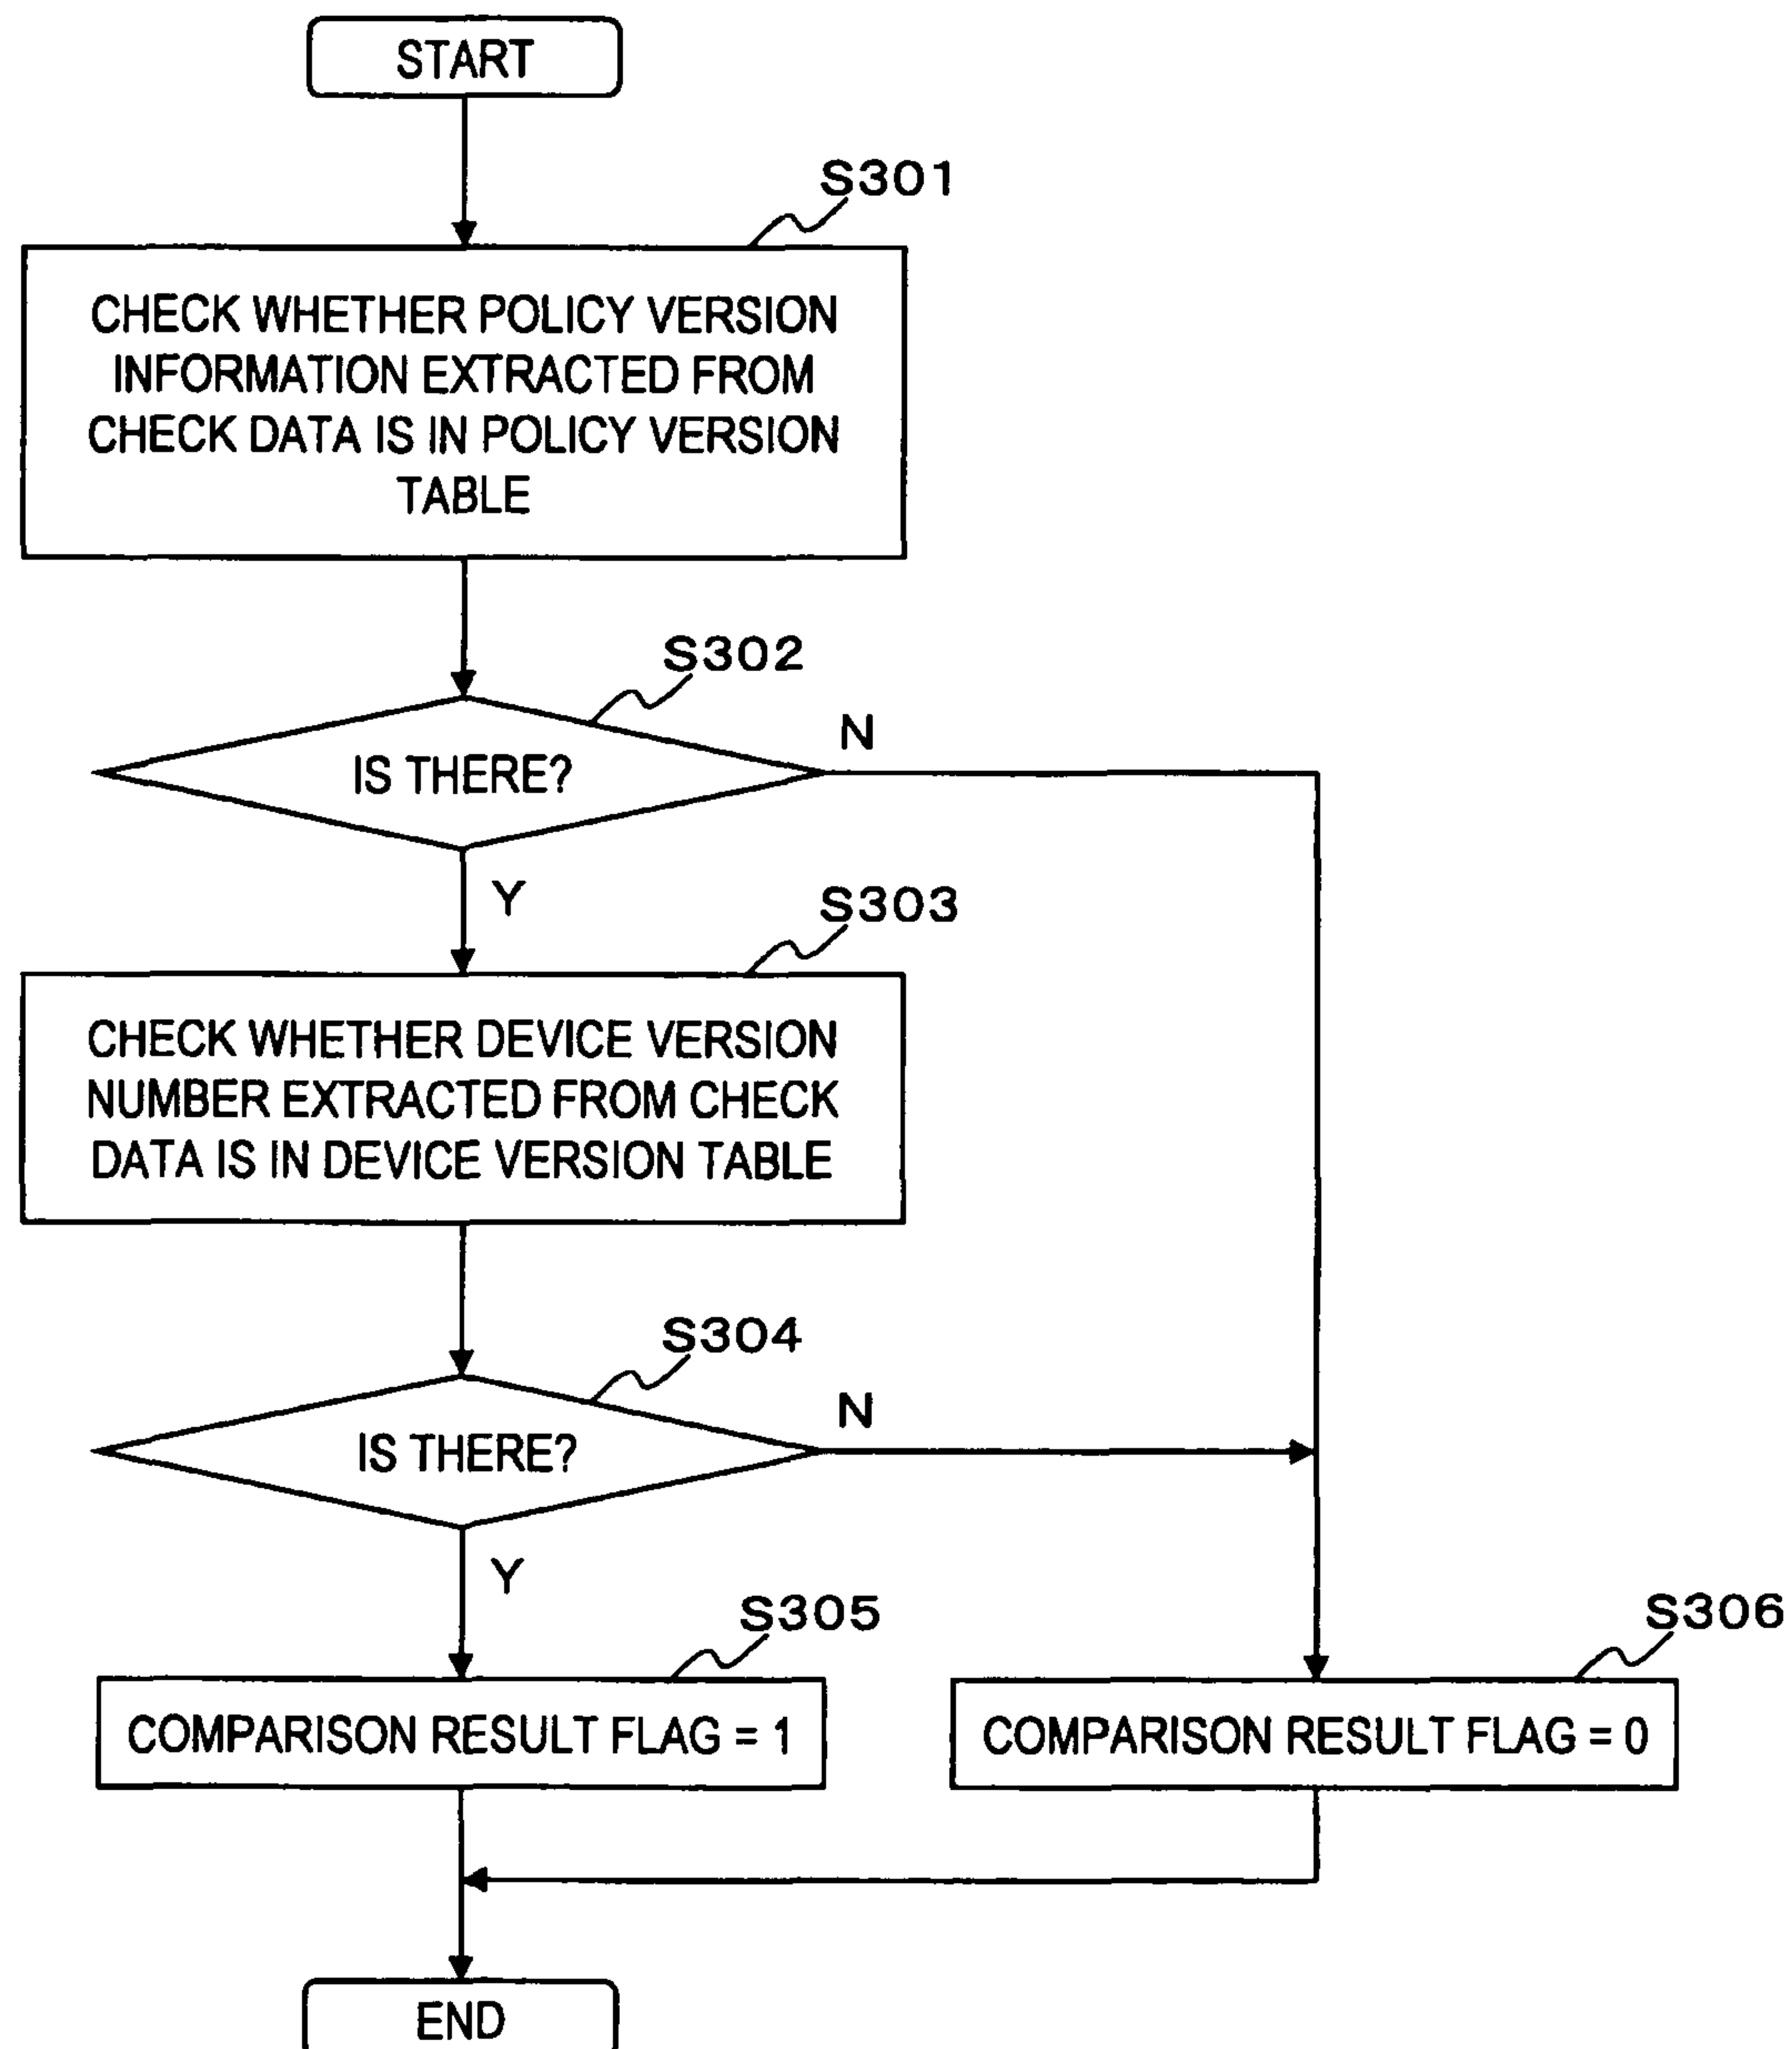 START
S301
CHECK WHETHER POLICY VERSION
INFORMATION EXTRACTED FROM
CHECK DATA IS IN POLICY VERSION
TABLE
S302
IS THERE?
N
Y
S303
CHECK WHETHER DEVICE VERSION
NUMBER EXTRACTED FROM CHECK
DATA IS IN DEVICE VERSION TABLE
S304
IS THERE?
N
Y
S305
COMPARISON RESULT FLAG = 1
S306
COMPARISON RESULT FLAG = 0
END